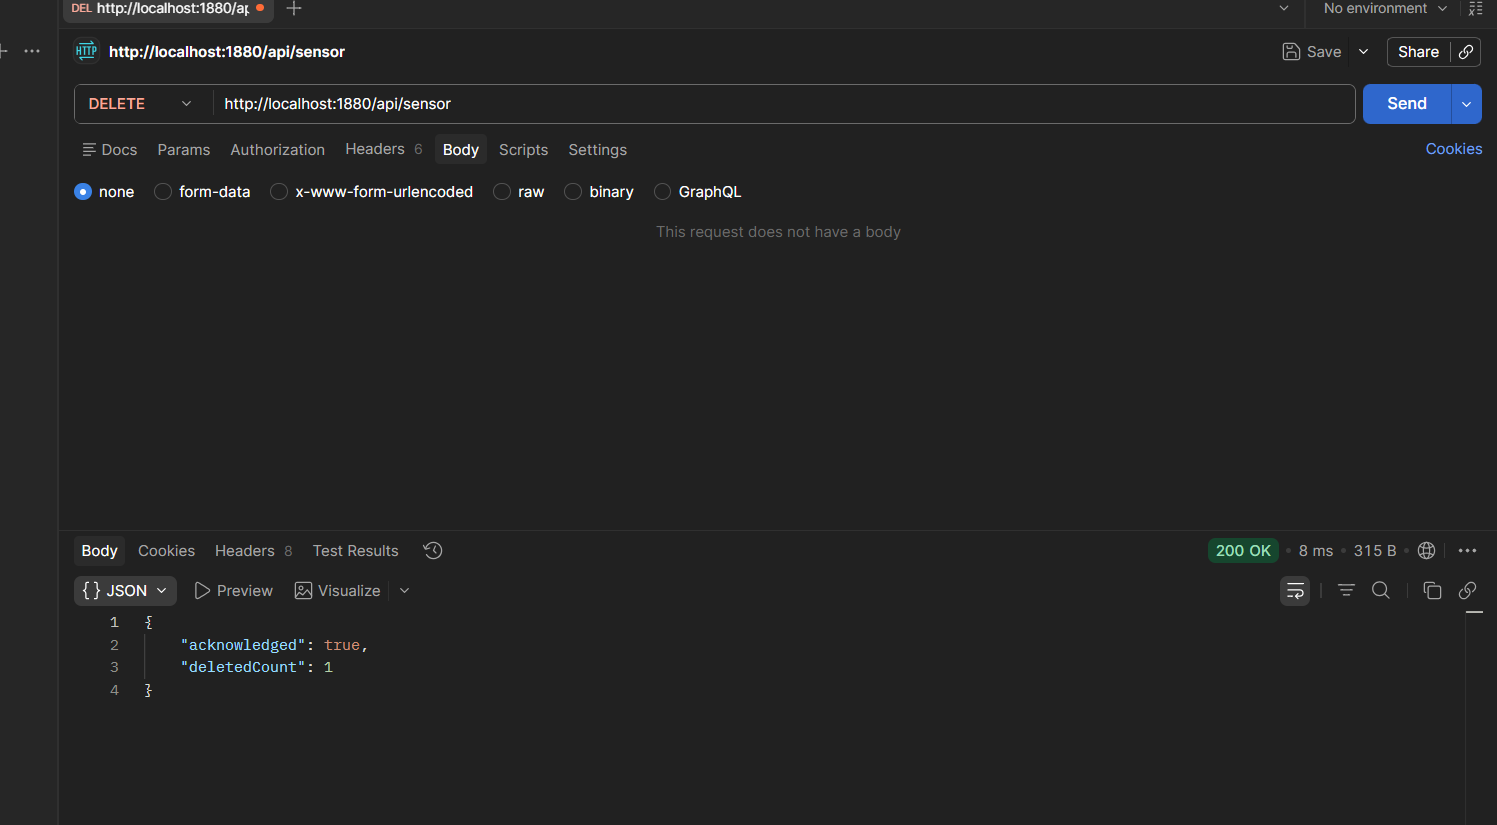 DEL http://localhost:1880/ap
No environment
HTTP http://localhost:1880/api/sensor
Save
Share
DELETE
http://localhost:1880/api/sensor
Send
Docs Params Authorization Headers 6 Body Scripts Settings
Cookies
none form-data x-www-form-urlencoded raw binary GraphQL
This request does not have a body
Body Cookies Headers 8 Test Results
200 OK • 8 ms • 315 B •
{} JSON Preview Visualize
1 {
2 "acknowledged": true,
3 "deletedCount": 1
4 }